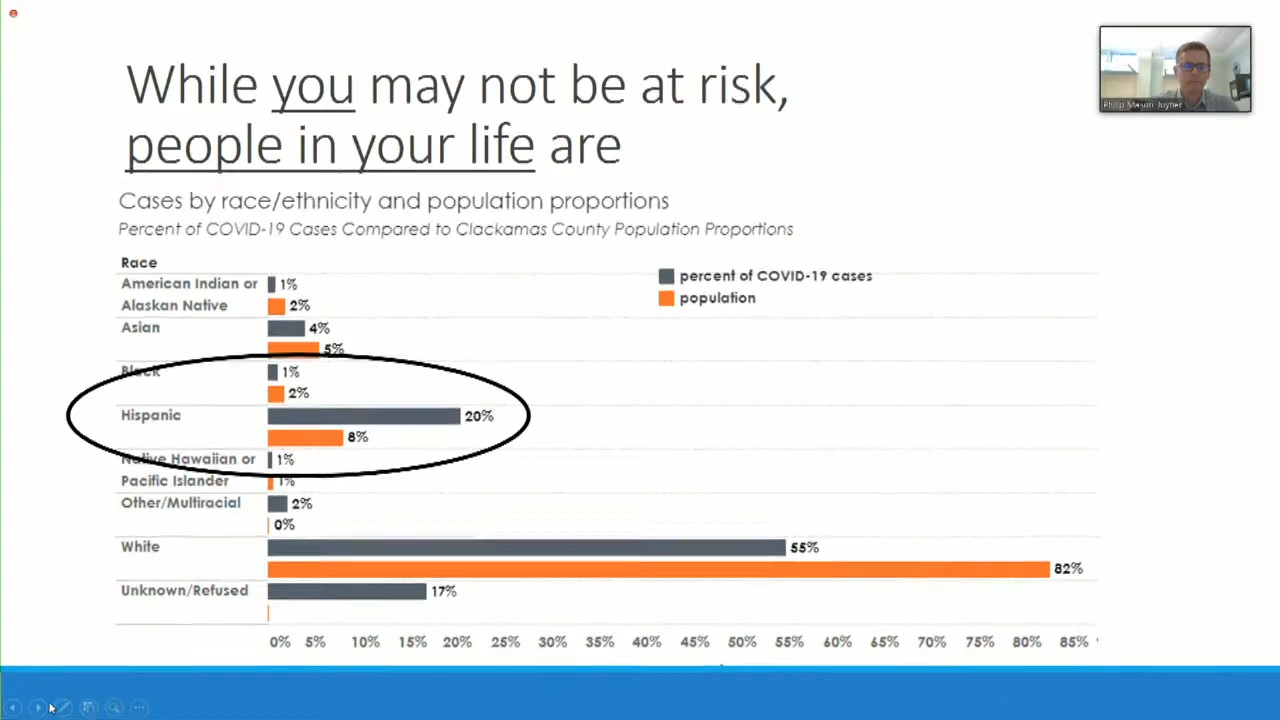 While you may not be at risk,
people in your life are
Philip Mason Joyner
Cases by race/ethnicity and population proportions
Percent of COVID-19 Cases Compared to Clackamas County Population Proportions
Race
percent of COVID-19 cases
population
American Indian or 1%
Alaskan Native 2%
Asian 4%
5%
Black 1%
2%
Hispanic 20%
8%
Native Hawaiian or 1%
Pacific Islander 1%
Other/Multiracial 2%
0%
White 55%
82%
Unknown/Refused 17%
0% 5% 10% 15% 20% 25% 30% 35% 40% 45% 50% 55% 60% 65% 70% 75% 80% 85%